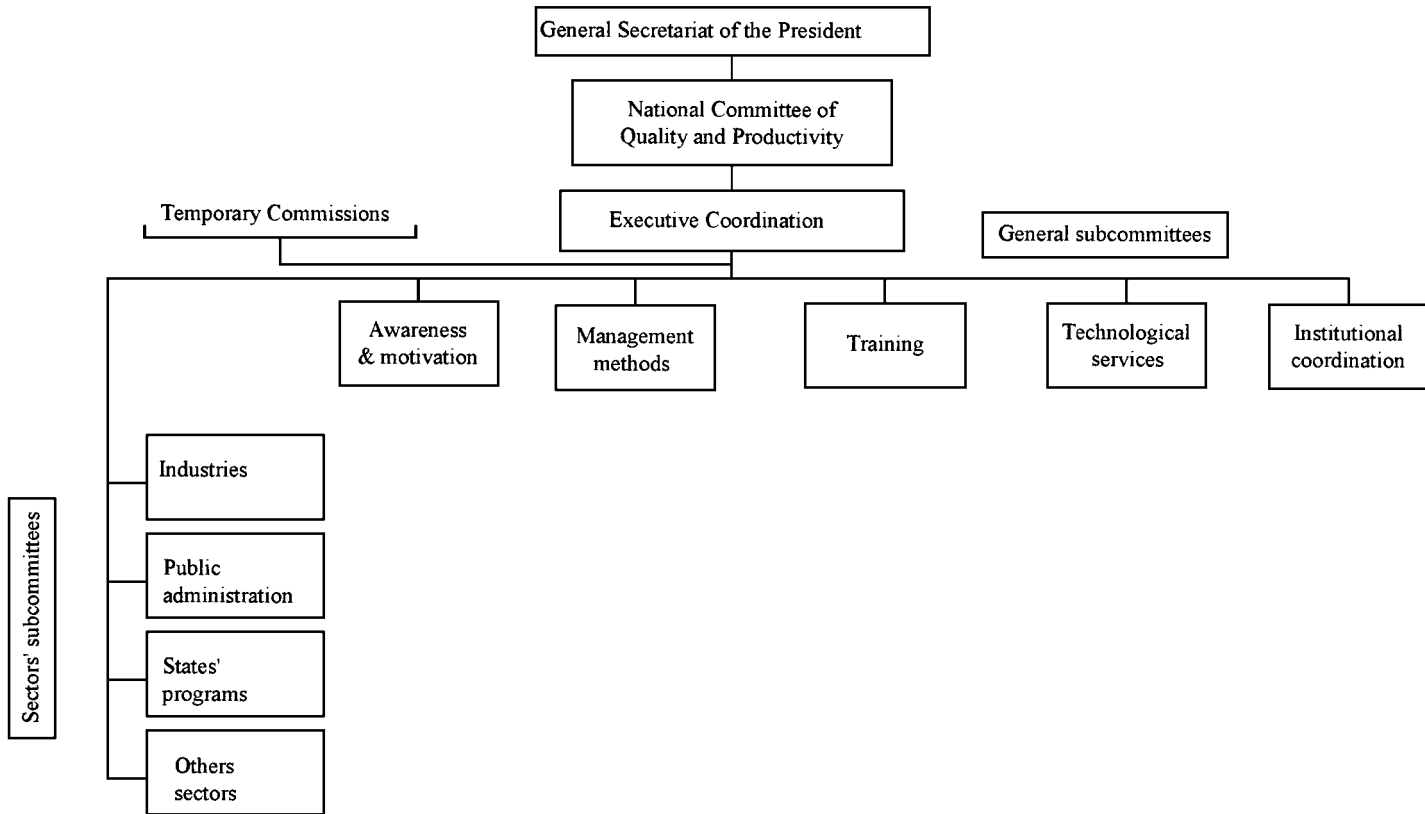 General Secretariat of the President
National Committee of
Quality and Productivity
Temporary Commissions
Executive Coordination
General subcommittees
Awareness
& motivation
Management
methods
Training
Technological
services
Institutional
coordination
Sectors' subcommittees
Industries
Public
administration
States'
programs
Others
sectors